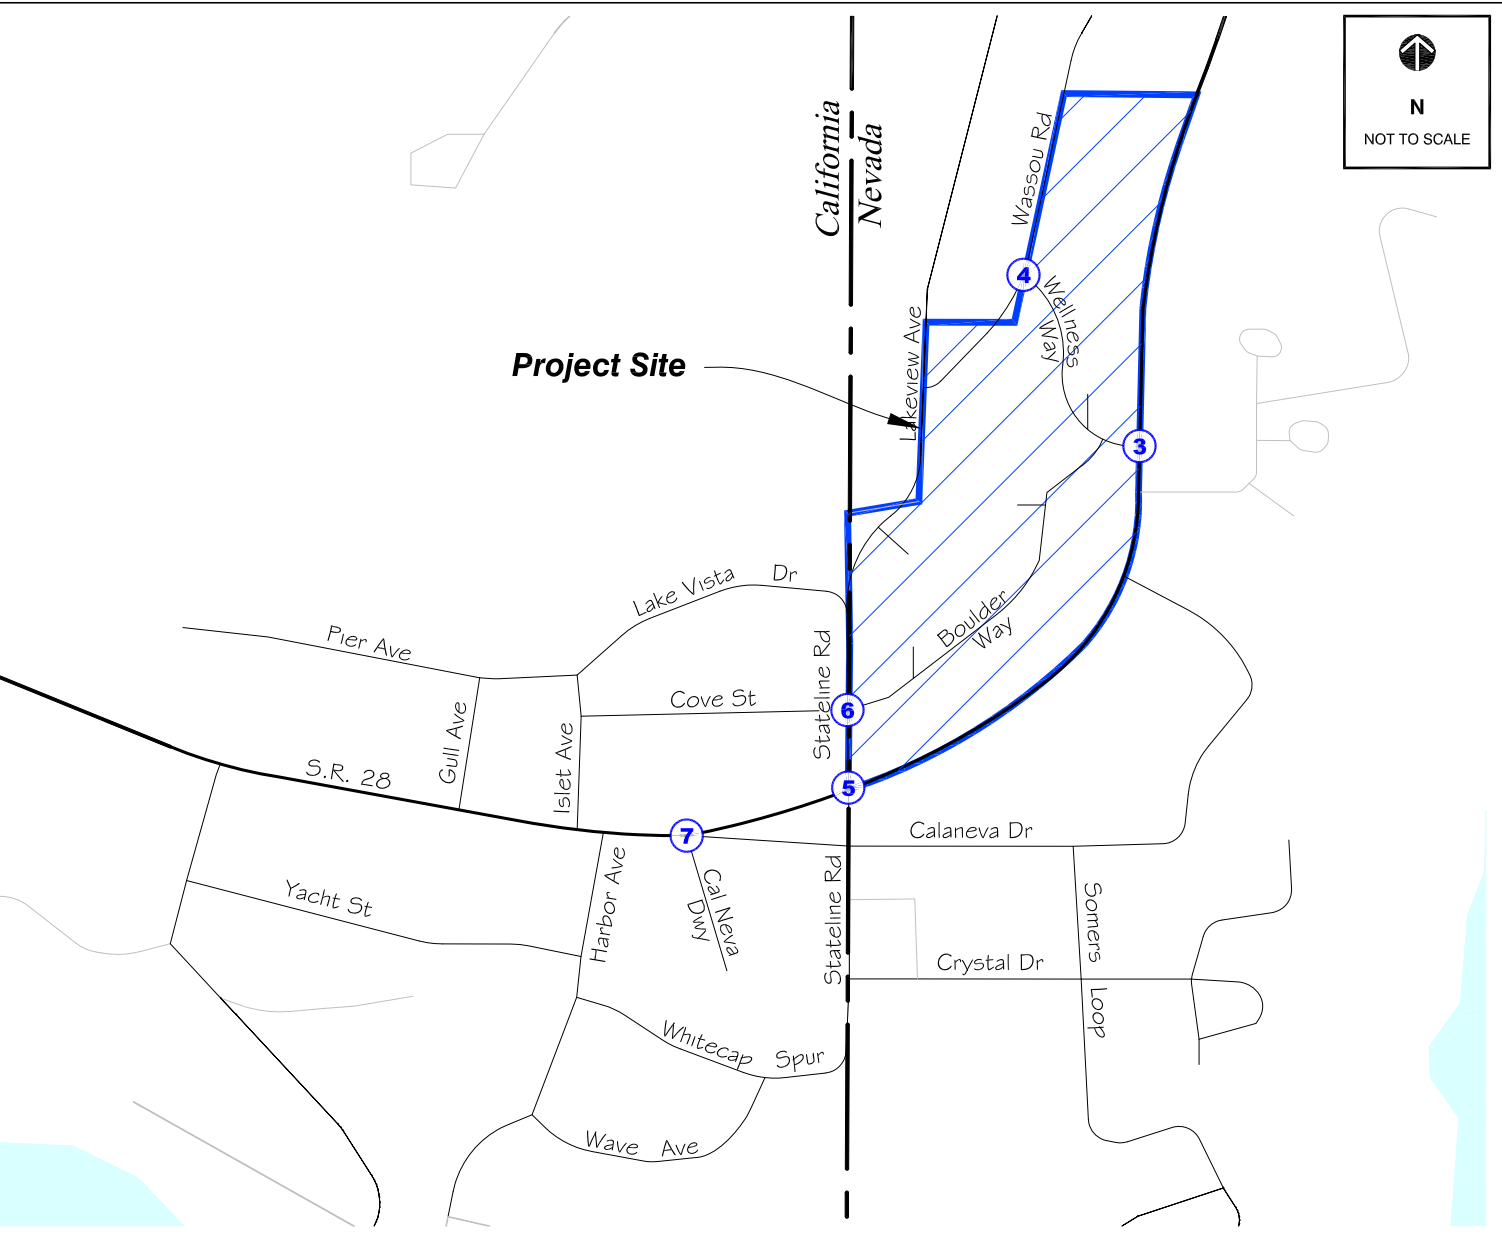 N
NOT TO SCALE
California
Nevada
Wassou Rd
4
Wellness
Way
Lakeview Ave
Project Site
3
Lake Vista Dr
Boulder
Way
Pier Ave
Stateline Rd
Cove St
6
Gull Ave
Islet Ave
S.R. 28
5
7
Calaneva Dr
Harbor Ave
Cal Neva
Dwy
Stateline Rd
Yacht St
Somers Loop
Crystal Dr
Whitecap Spur
Wave Ave